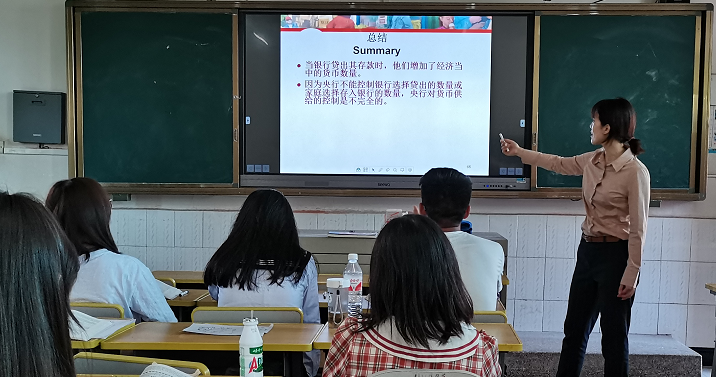 总结
Summary
当银行贷出其存款时，他们增加了经济当
中的货币数量。
因为央行不能控制银行选择贷出的数量或
家庭选择存入银行的数量，央行对货币供
给的控制是不完全的。